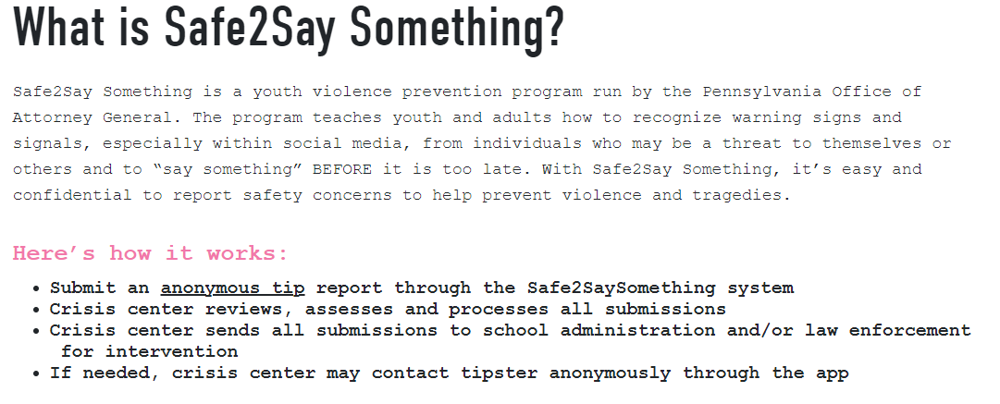 What is Safe2Say Something?
Safe2Say Something is a youth violence prevention program run by the Pennsylvania Office of
Attorney General. The program teaches youth and adults how to recognize warning signs and
signals, especially within social media, from individuals who may be a threat to themselves or
others and to “say something” BEFORE it is too late. With Safe2Say Something, it’s easy and
confidential to report safety concerns to help prevent violence and tragedies.
Here’s how it works:
• Submit an anonymous tip report through the Safe2SaySomething system
• Crisis center reviews, assesses and processes all submissions
• Crisis center sends all submissions to school administration and/or law enforcement
for intervention
• If needed, crisis center may contact tipster anonymously through the app